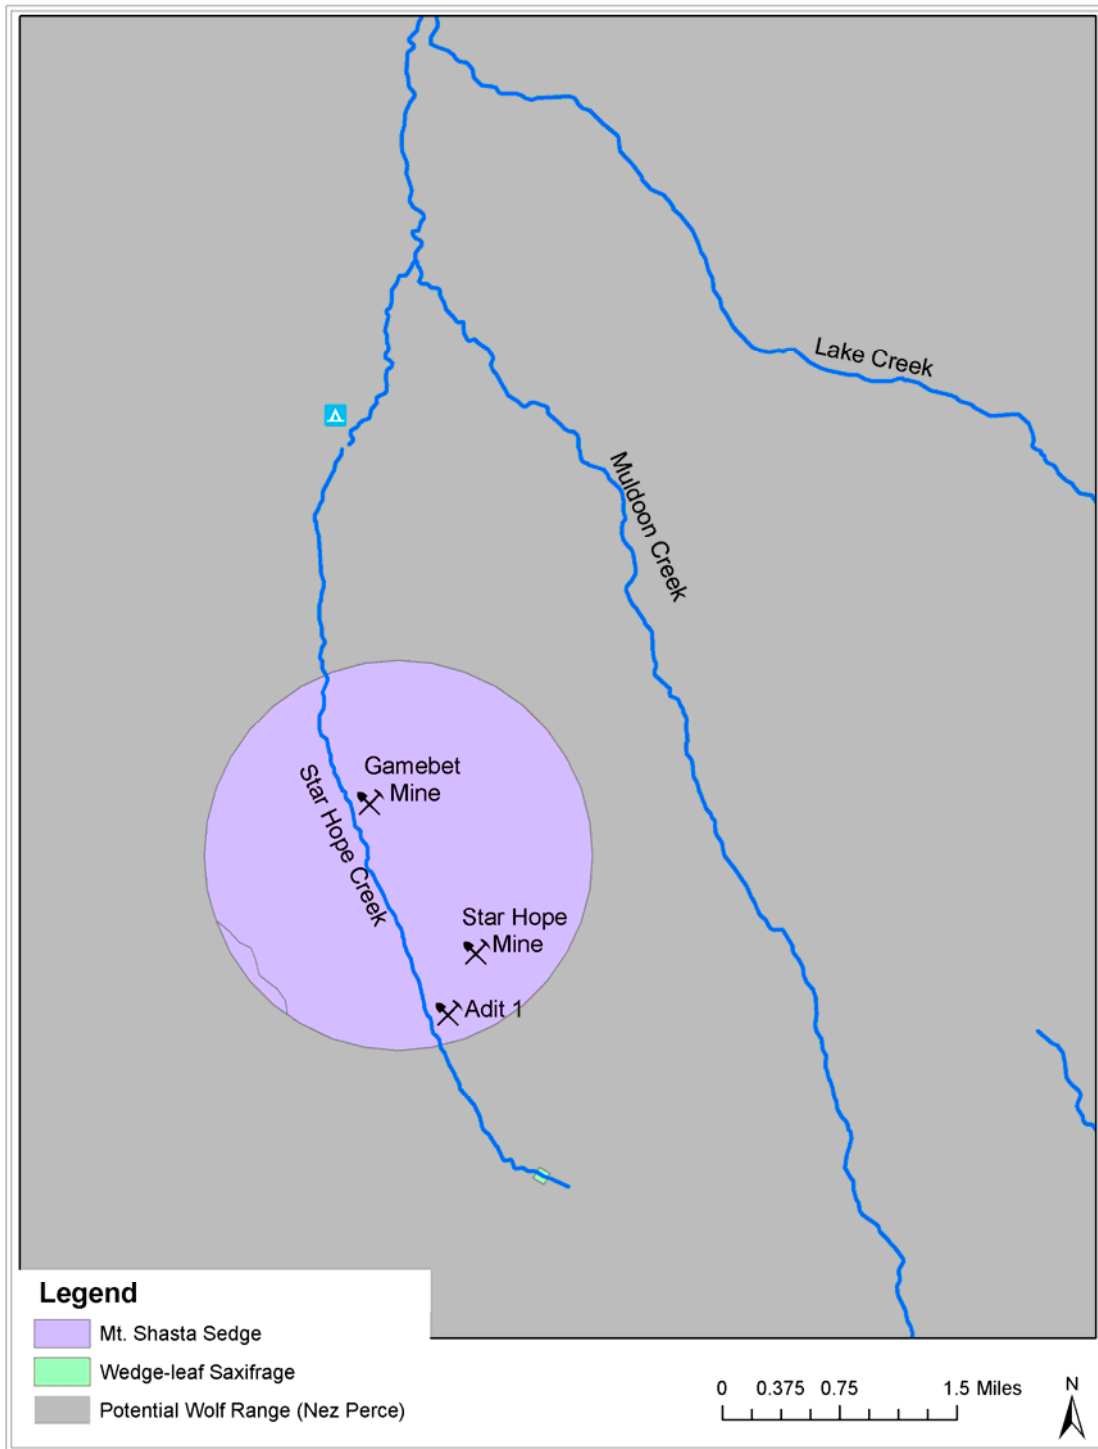 Lake Creek
Muldoon Creek
Gamebet
Mine
Star Hope Creek
Star Hope
Mine
Adit 1
Legend
Mt. Shasta Sedge
Wedge-leaf Saxifrage
Potential Wolf Range (Nez Perce)
0 0.375 0.75 1.5 Miles
N